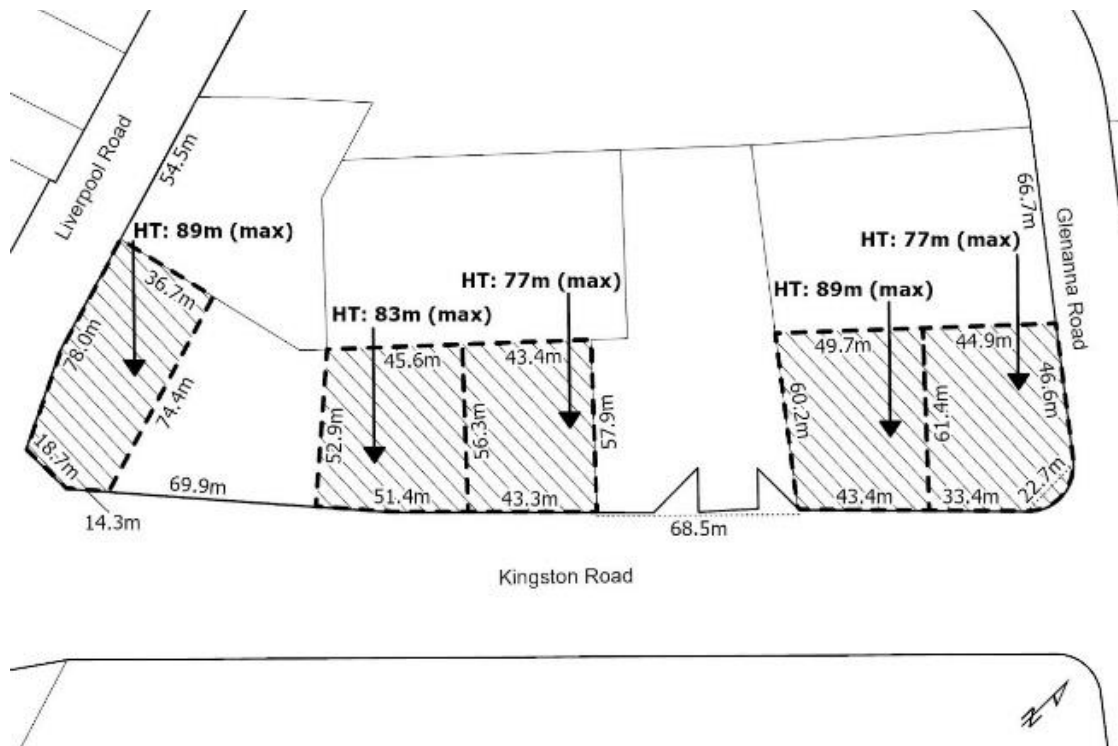 Liverpool Road
54.5m
HT: 89m (max)
36.7m
78.0m
74.4m
18.7m
14.3m
69.9m
HT: 83m (max)
45.6m
52.9m
51.4m
HT: 77m (max)
43.4m
56.3m
43.3m
57.9m
68.5m
HT: 89m (max)
49.7m
60.2m
43.4m
61.4m
HT: 77m (max)
44.9m
46.6m
33.4m
22.7m
66.7m
Glenanna Road
Kingston Road
N